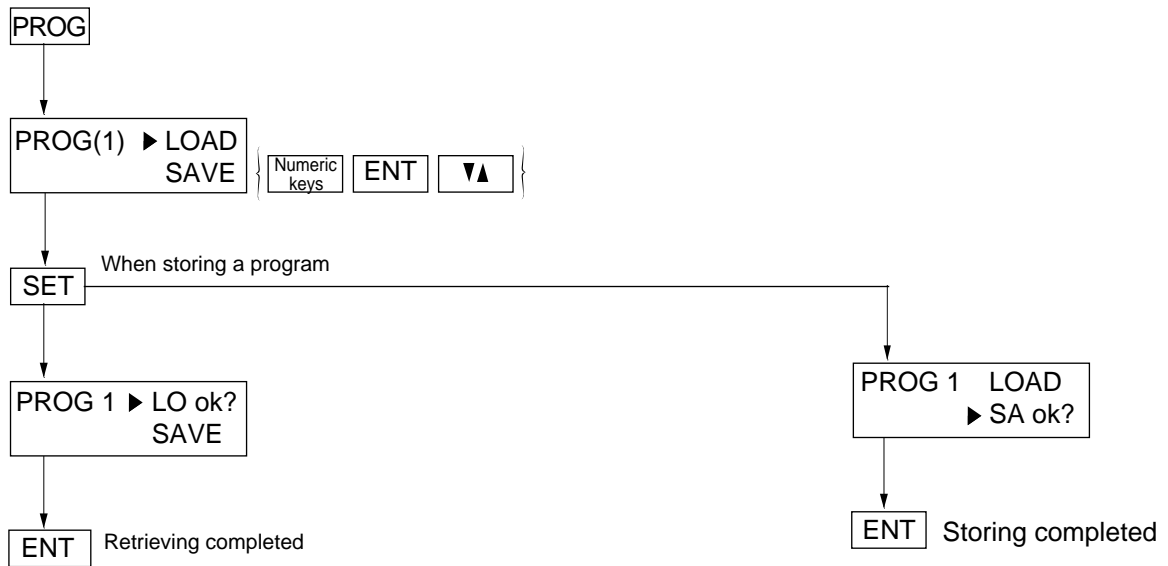 PROG
PROG(1) ▶ LOAD
SAVE
Numeric
keys
ENT
▼▲
When storing a program
SET
PROG 1 ▶ LO ok?
SAVE
PROG 1 LOAD
▶ SA ok?
ENT Retrieving completed
ENT Storing completed